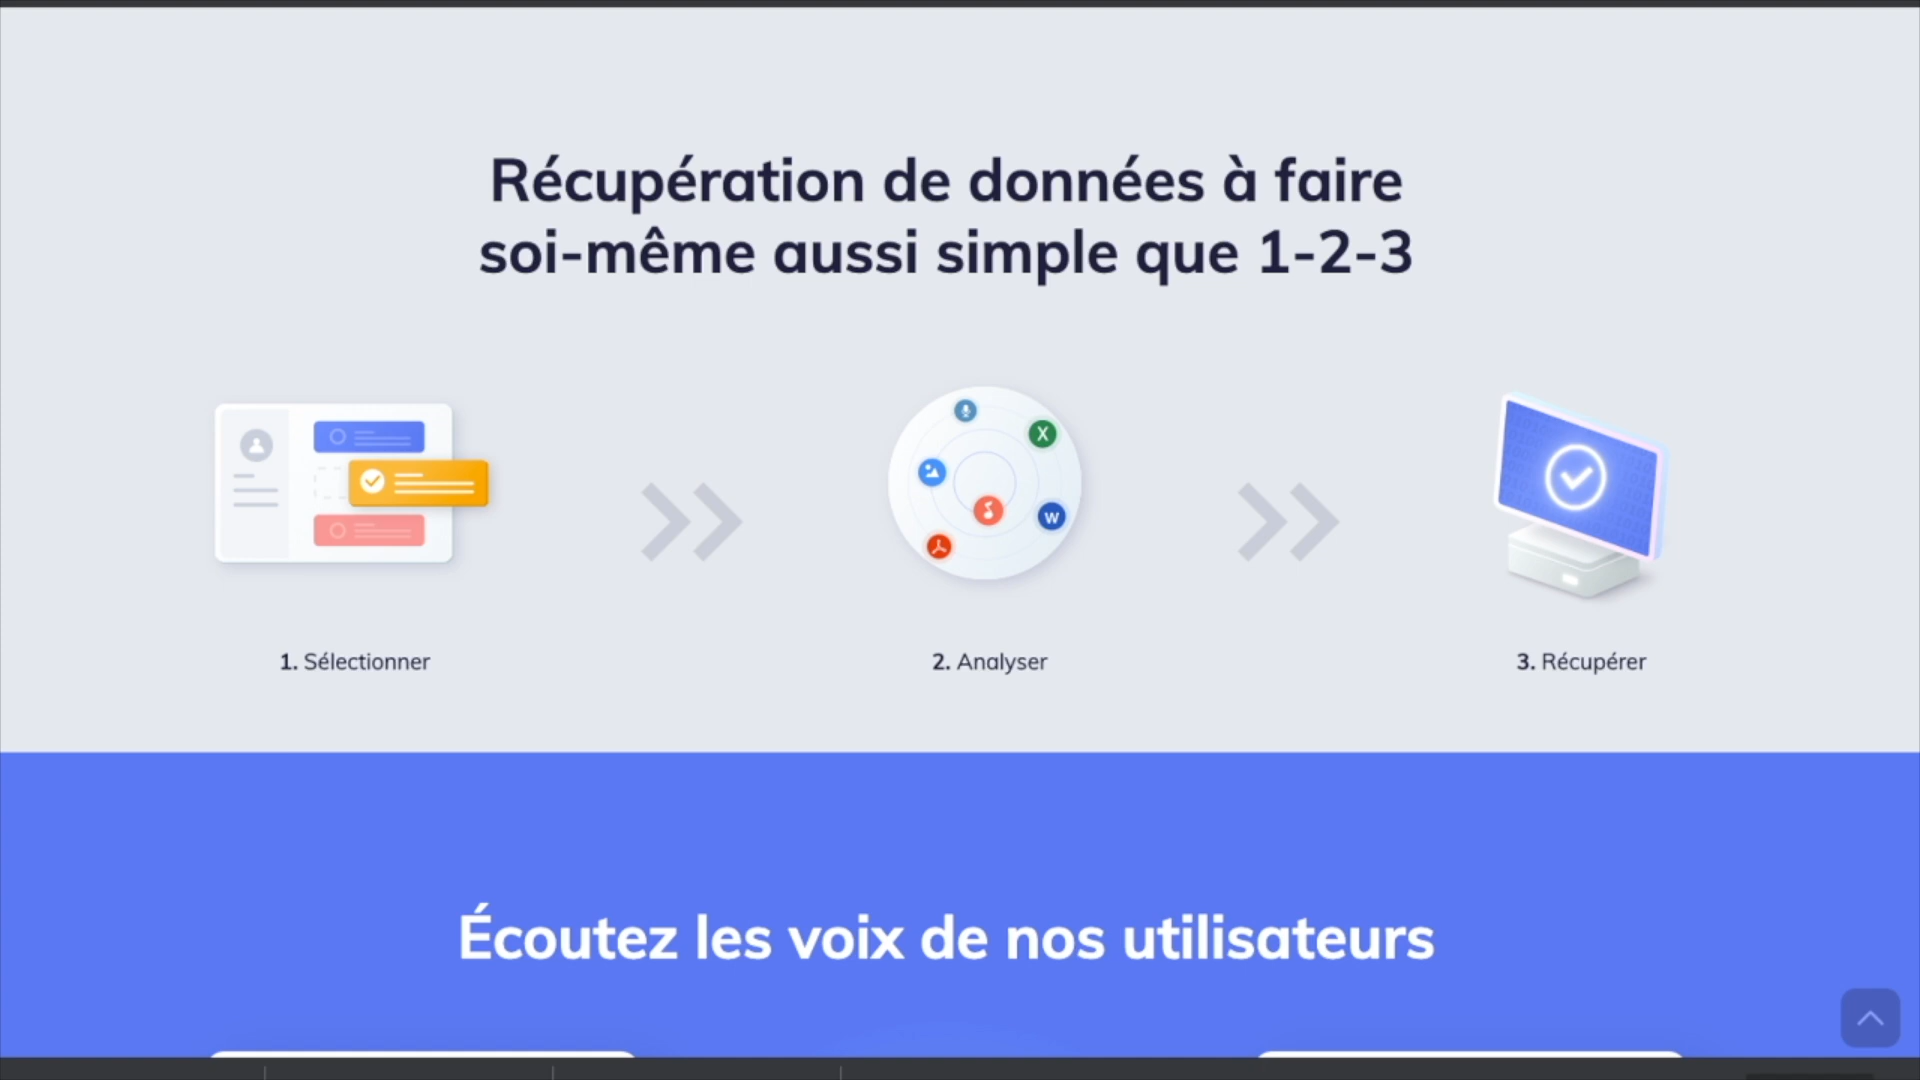 Récupération de données à faire
soi-même aussi simple que 1-2-3
X
W
1. Sélectionner
2. Analyser
3. Récupérer
Écoutez les voix de nos utilisateurs